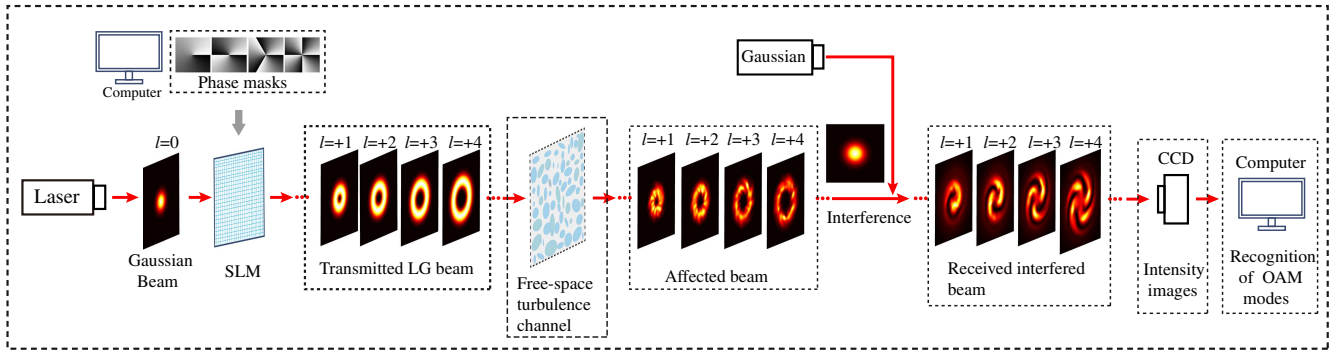 Computer
Phase masks
Gaussian
l=0
l=+1 l=+2 l=+3 l=+4
l=+1 l=+2 l=+3 l=+4
l=+1 l=+2 l=+3 l=+4
Laser
CCD
Computer
Interference
Gaussian
Beam
SLM
Transmitted LG beam
Free-space
turbulence
channel
Affected beam
Received interfered
beam
Intensity
images
Recognition
of OAM
modes